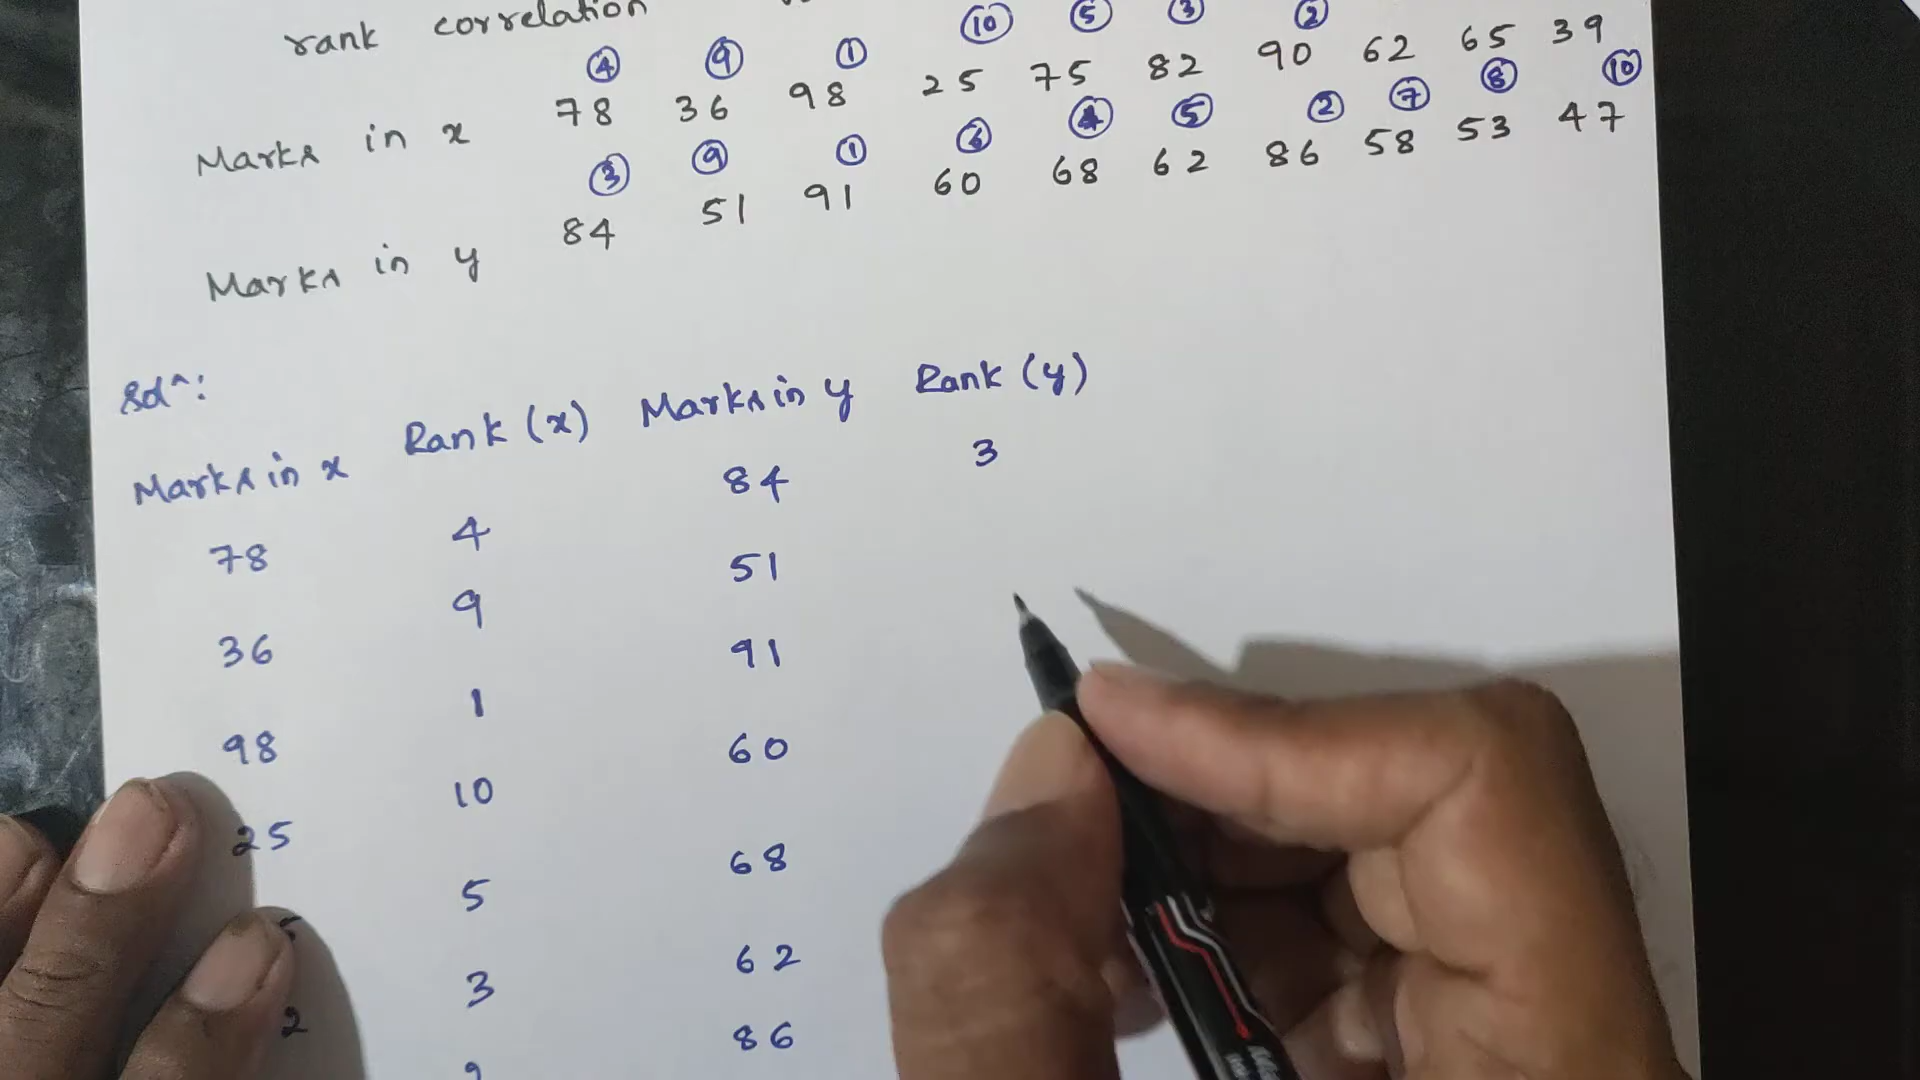 rank correlation
④ ⑨ ① ⑩ ⑤ ③ ②
Marks in x 78 36 98 25 75 82 90 62 65 39
③ ⑨ ① ⑥ ④ ⑤ ② ⑦ ⑧ ⑩
Marks in y 84 51 91 60 68 62 86 58 53 47
Sol^n:
Marks in x Rank (x) Marks in y Rank (y)
78 4 84 3
36 9 51
98 1 91
25 10 60
5 68
2 3 62
86